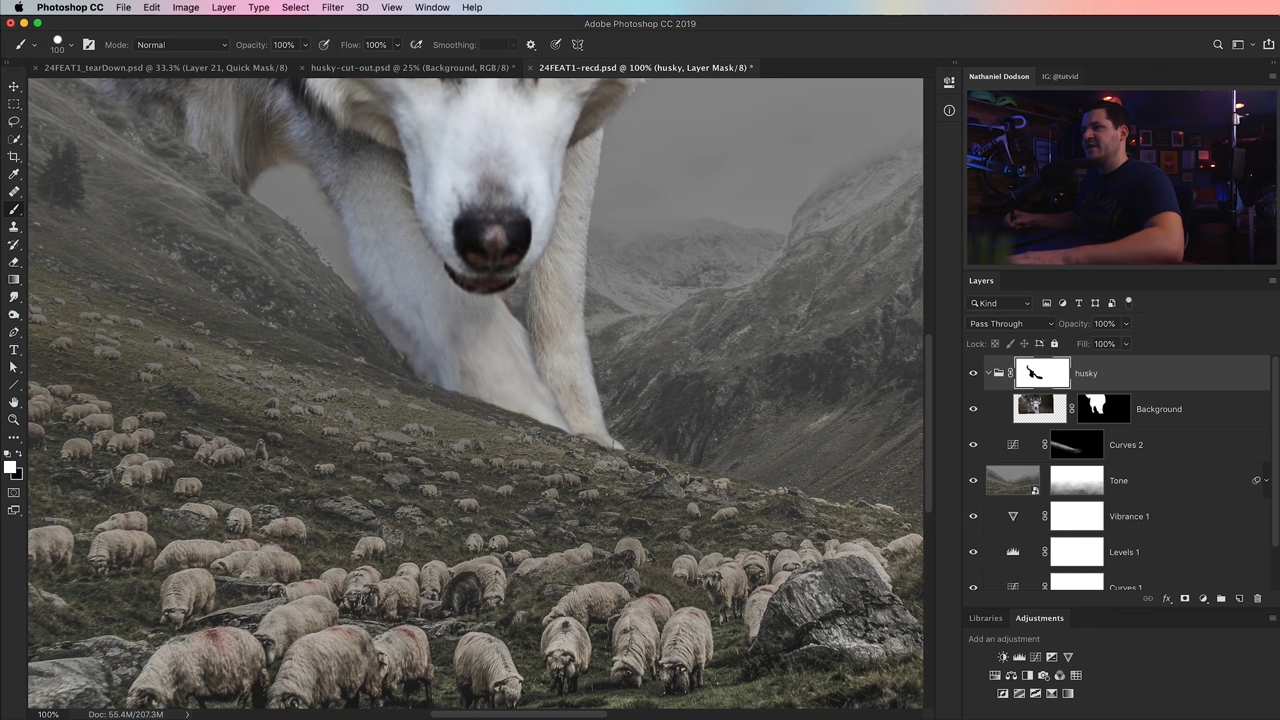 Photoshop CC File Edit Image Layer Type Select Filter 3D View Window Help
Adobe Photoshop CC 2019
100 Mode: Normal Opacity: 100% Flow: 100% Smoothing:
24FEAT1_tearDown.psd @ 33.3% (Layer 21, Quick Mask/8) husky-cut-out.psd @ 25% (Background, RGB/8) * 24FEAT1-recd.psd @ 100% (husky, Layer Mask/8) *
Nathaniel Dodson IG: @tutvid
Layers
Kind
Pass Through Opacity: 100%
Lock: Fill: 100%
husky
Background
Curves 2
Tone
Vibrance 1
Levels 1
Curves 1
fx
Libraries Adjustments
Add an adjustment
100% Doc: 55.4M/207.3M